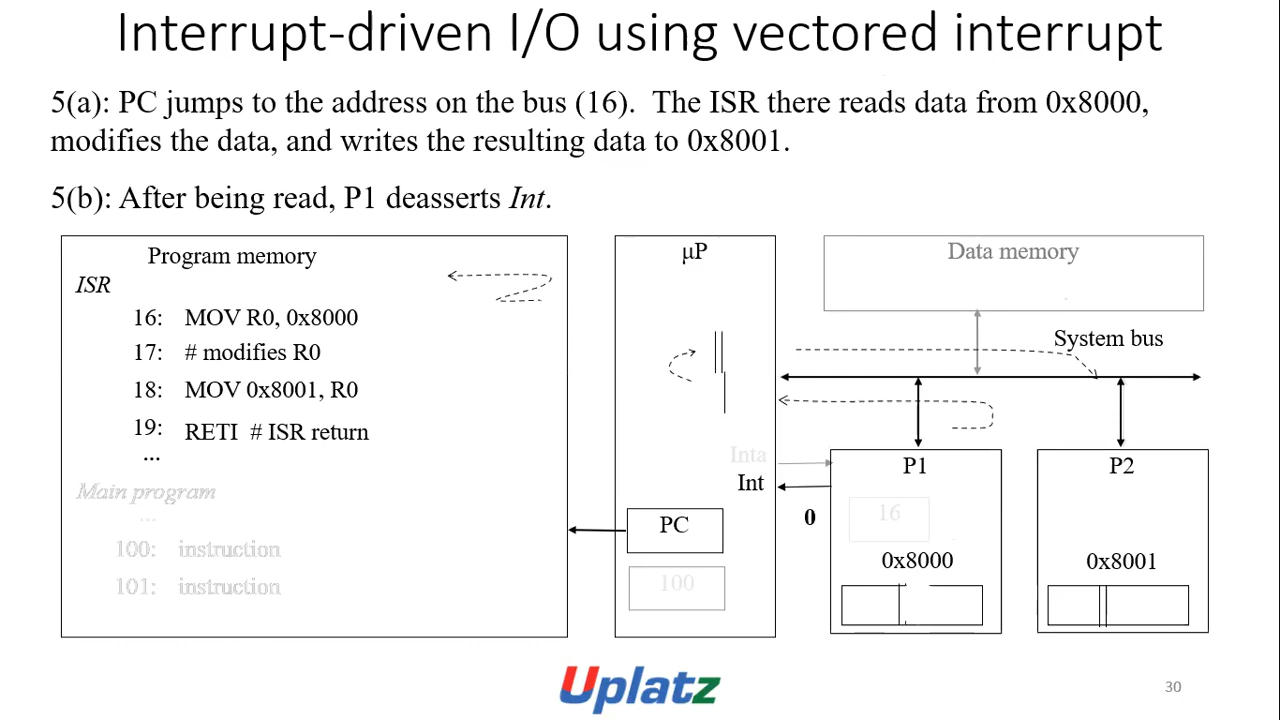 Interrupt-driven I/O using vectored interrupt
5(a): PC jumps to the address on the bus (16). The ISR there reads data from 0x8000,
modifies the data, and writes the resulting data to 0x8001.
5(b): After being read, P1 deasserts Int.
Program memory
ISR
16: MOV R0, 0x8000
17: # modifies R0
18: MOV 0x8001, R0
19: RETI # ISR return
...
Main program
...
100: instruction
101: instruction
μP
Inta
Int
PC
100
Data memory
System bus
0
P1
16
0x8000
P2
0x8001
Uplatz
30